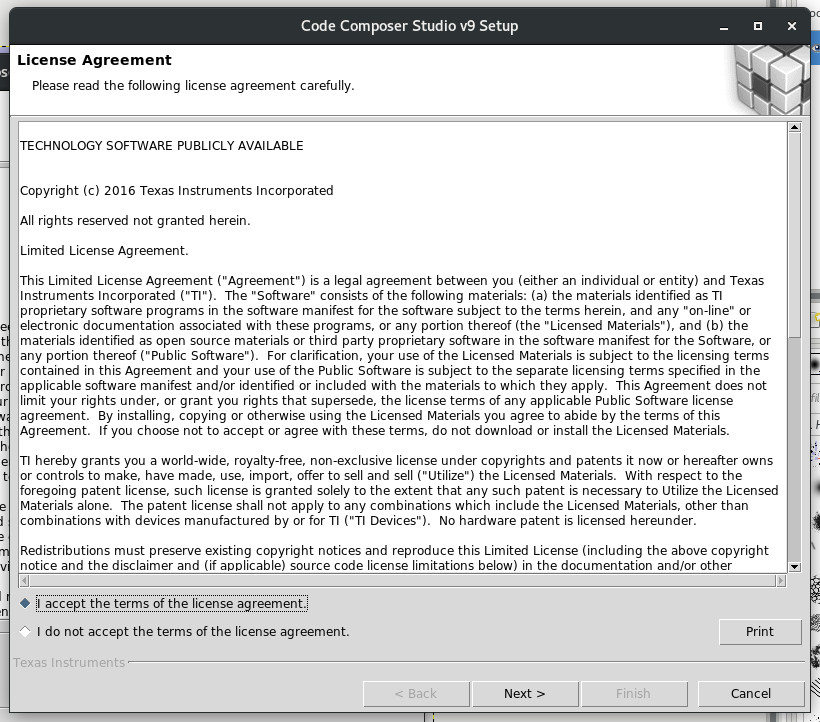 Code Composer Studio v9 Setup
License Agreement
Please read the following license agreement carefully.
TECHNOLOGY SOFTWARE PUBLICLY AVAILABLE
Copyright (c) 2016 Texas Instruments Incorporated
All rights reserved not granted herein.
Limited License Agreement.
This Limited License Agreement ("Agreement") is a legal agreement between you (either an individual or entity) and Texas
Instruments Incorporated ("TI").  The "Software" consists of the following materials: (a) the materials identified as TI
proprietary software programs in the software manifest for the software subject to the terms herein, and any "on-line" or
electronic documentation associated with these programs, or any portion thereof (the "Licensed Materials"), and (b) the
materials identified as open source materials or third party proprietary software in the software manifest for the Software, or
any portion thereof ("Public Software").  For clarification, your use of the Licensed Materials is subject to the licensing terms
contained in this Agreement and your use of the Public Software is subject to the separate licensing terms specified in the
applicable software manifest and/or identified or included with the materials to which they apply.  This Agreement does not
limit your rights under, or grant you rights that supersede, the license terms of any applicable Public Software license
agreement.  By installing, copying or otherwise using the Licensed Materials you agree to abide by the terms of this
Agreement.  If you choose not to accept or agree with these terms, do not download or install the Licensed Materials.
TI hereby grants you a world-wide, royalty-free, non-exclusive license under copyrights and patents it now or hereafter owns
or controls to make, have made, use, import, offer to sell and sell ("Utilize") the Licensed Materials.  With respect to the
foregoing patent license, such license is granted solely to the extent that any such patent is necessary to Utilize the Licensed
Materials alone.  The patent license shall not apply to any combinations which include the Licensed Materials, other than
combinations with devices manufactured by or for TI ("TI Devices").  No hardware patent is licensed hereunder.
Redistributions must preserve existing copyright notices and reproduce this Limited License (including the above copyright
notice and the disclaimer and (if applicable) source code license limitations below) in the documentation and/or other
I accept the terms of the license agreement.
I do not accept the terms of the license agreement.
Print
Texas Instruments
< Back
Next >
Finish
Cancel